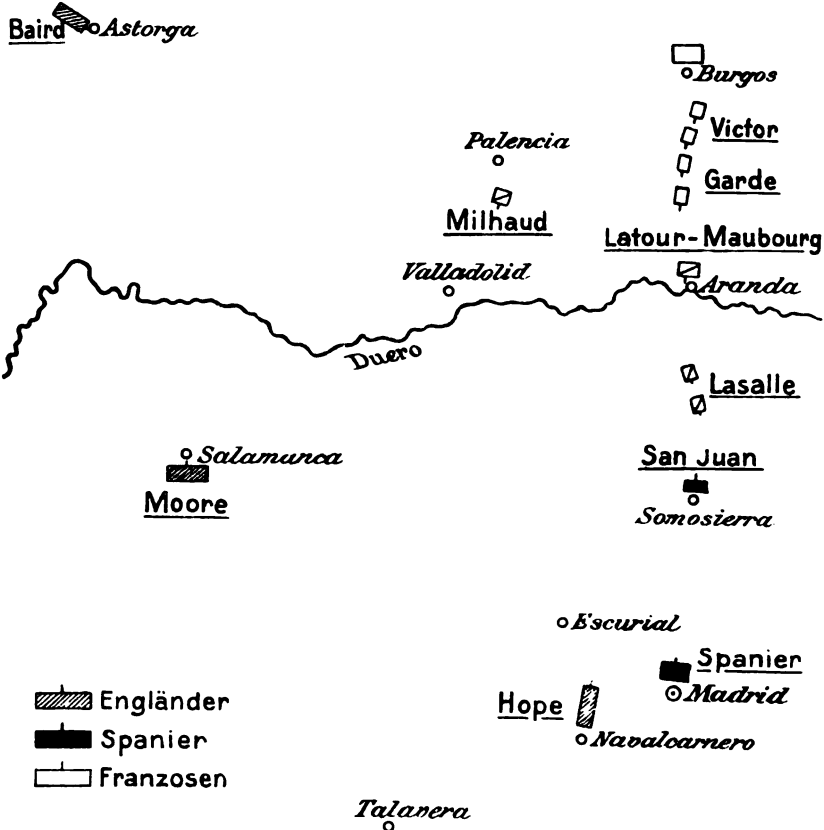 Baird
Astorga
Burgos
Victor
Palencia
Garde
Milhaud
Latour-Maubourg
Valladolid
Aranda
Duero
Lasalle
Salamanca
San Juan
Moore
Somosierra
Escurial
Spanier
Madrid
Hope
Navalcarnero
Engländer
Spanier
Franzosen
Talavera